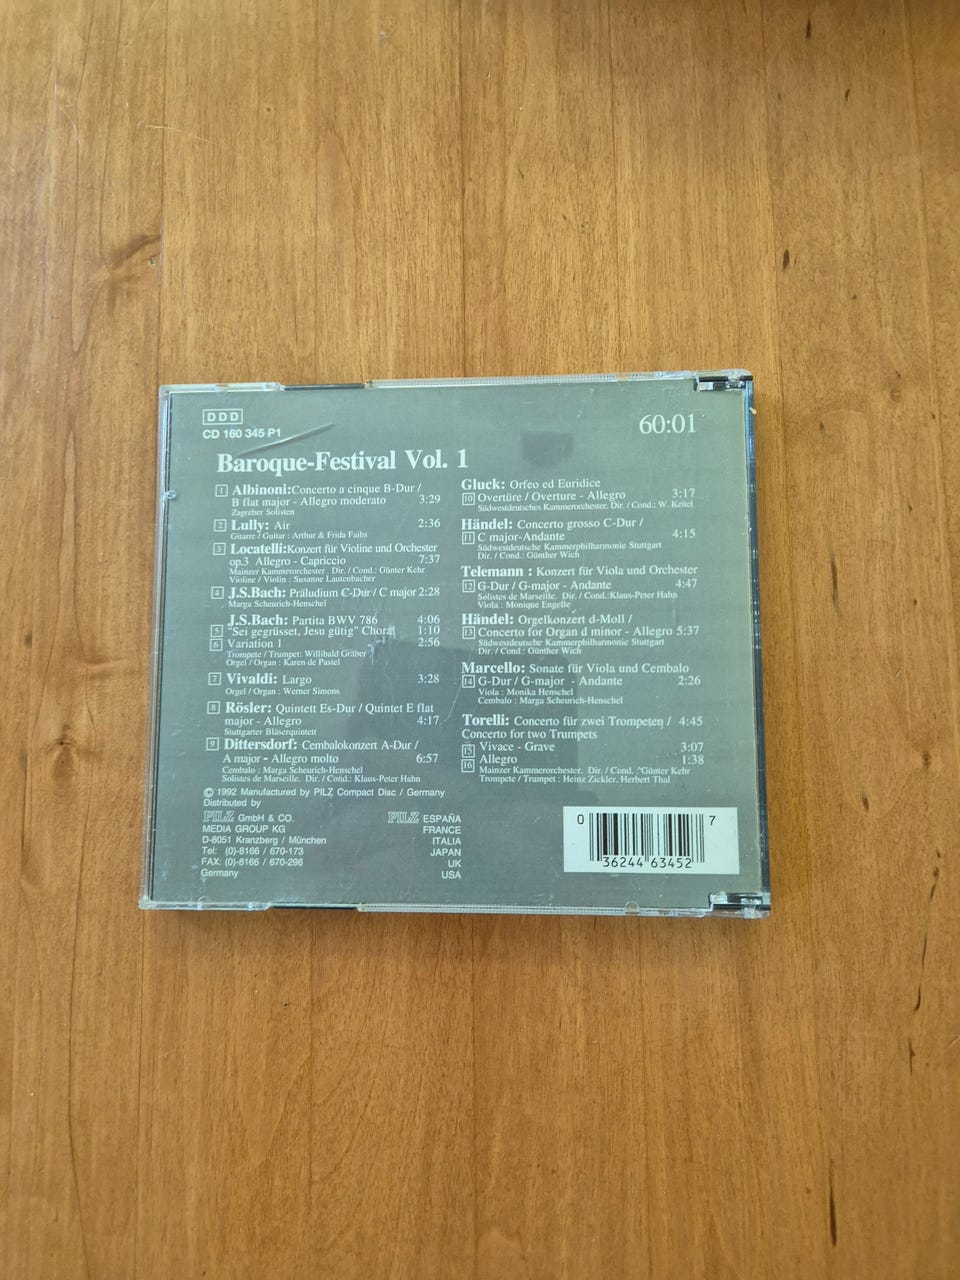 DDD
CD 160 345 P1
60:01
Baroque-Festival Vol. 1
1 Albinoni:Concerto a cinque B-Dur /
B flat major - Allegro moderato 3:29
Zagreber Solisten
2 Lully: Air 2:36
Gitarre / Guitar : Arthur & Frida Faihs
3 Locatelli:Konzert für Violine und Orchester
op.3 Allegro - Capriccio 7:37
Mainzer Kammerorchester . Dir. / Cond.: Günter Kehr
Violine / Violin : Susanne Lautenbacher
4 J.S.Bach: Präludium C-Dur / C major 2:28
Marga Scheurich-Henschel
J.S.Bach: Partita BWV 786 4:06
5 "Sei gegrüsset, Jesu gütig" Choral 1:10
6 Variation 1 2:56
Trompete / Trumpet: Willibald Gräber
Orgel / Organ : Karen de Pastel
7 Vivaldi: Largo 3:28
Orgel / Organ : Werner Simons
8 Rösler: Quintett Es-Dur / Quintet E flat
major - Allegro 4:17
Stuttgarter Bläserquintett
9 Dittersdorf: Cembalokonzert A-Dur /
A major - Allegro molto 6:57
Cembalo : Marga Scheurich-Henschel
Solistes de Marseille. Dir. / Cond.: Klaus-Peter Hahn
© 1992 Manufactured by PILZ Compact Disc / Germany
Distributed by
PILZ GmbH & CO.
MEDIA GROUP KG
D-8051 Kranzberg / München
Tel: (0)-8166 / 670-173
FAX: (0)-8166 / 670-296
Germany
PILZ ESPAÑA
FRANCE
ITALIA
JAPAN
UK
USA
Gluck: Orfeo ed Euridice
10 Overtüre / Overture - Allegro 3:17
Südwestdeutsches Kammerorchester. Dir. / Cond.: W. Keitel
Händel: Concerto grosso C-Dur /
11 C major-Andante 4:15
Südwestdeutsche Kammerphilharmonie Stuttgart
Dir. / Cond.: Günther Wich
Telemann : Konzert für Viola und Orchester
12 G-Dur / G-major - Andante 4:47
Solistes de Marseille. Dir. / Cond.:Klaus-Peter Hahn
Viola : Monique Engelle
Händel: Orgelkonzert d-Moll /
13 Concerto for Organ d minor - Allegro 5:37
Südwestdeutsche Kammerphilharmonie Stuttgart
Dir. / Cond.: Günther Wich
Marcello: Sonate für Viola und Cembalo
14 G-Dur / G-major - Andante 2:26
Viola : Monika Henschel
Cembalo : Marga Scheurich-Henschel
Torelli: Concerto für zwei Trompeten / 4:45
Concerto for two Trumpets
15 Vivace - Grave 3:07
16 Allegro 1:38
Mainzer Kammerorchester. Dir. / Cond. : Günter Kehr
Trompete / Trumpet : Heinz Zickler, Herbert Thal
0 36244 63452 7